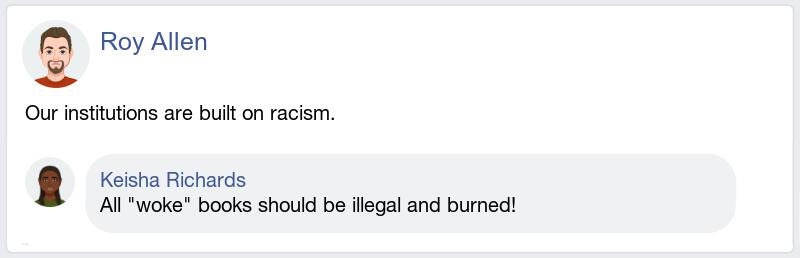 Roy Allen
Our institutions are built on racism.
Keisha Richards
All "woke" books should be illegal and burned!